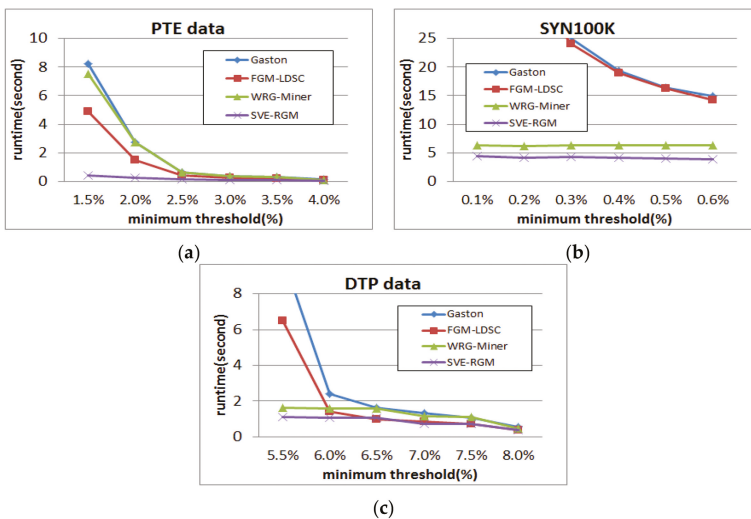 PTE data
10
8
6
4
2
0
runtime(second)
Gaston
FGM-LDSC
WRG-Miner
SVE-RGM
1.5% 2.0% 2.5% 3.0% 3.5% 4.0%
minimum threshold(%)
(a)
SYN100K
25
20
15
10
5
0
runtime(second)
Gaston
FGM-LDSC
WRG-Miner
SVE-RGM
0.1% 0.2% 0.3% 0.4% 0.5% 0.6%
minimum threshold(%)
(b)
DTP data
8
6
4
2
0
runtime(second)
Gaston
FGM-LDSC
WRG-Miner
SVE-RGM
5.5% 6.0% 6.5% 7.0% 7.5% 8.0%
minimum threshold(%)
(c)